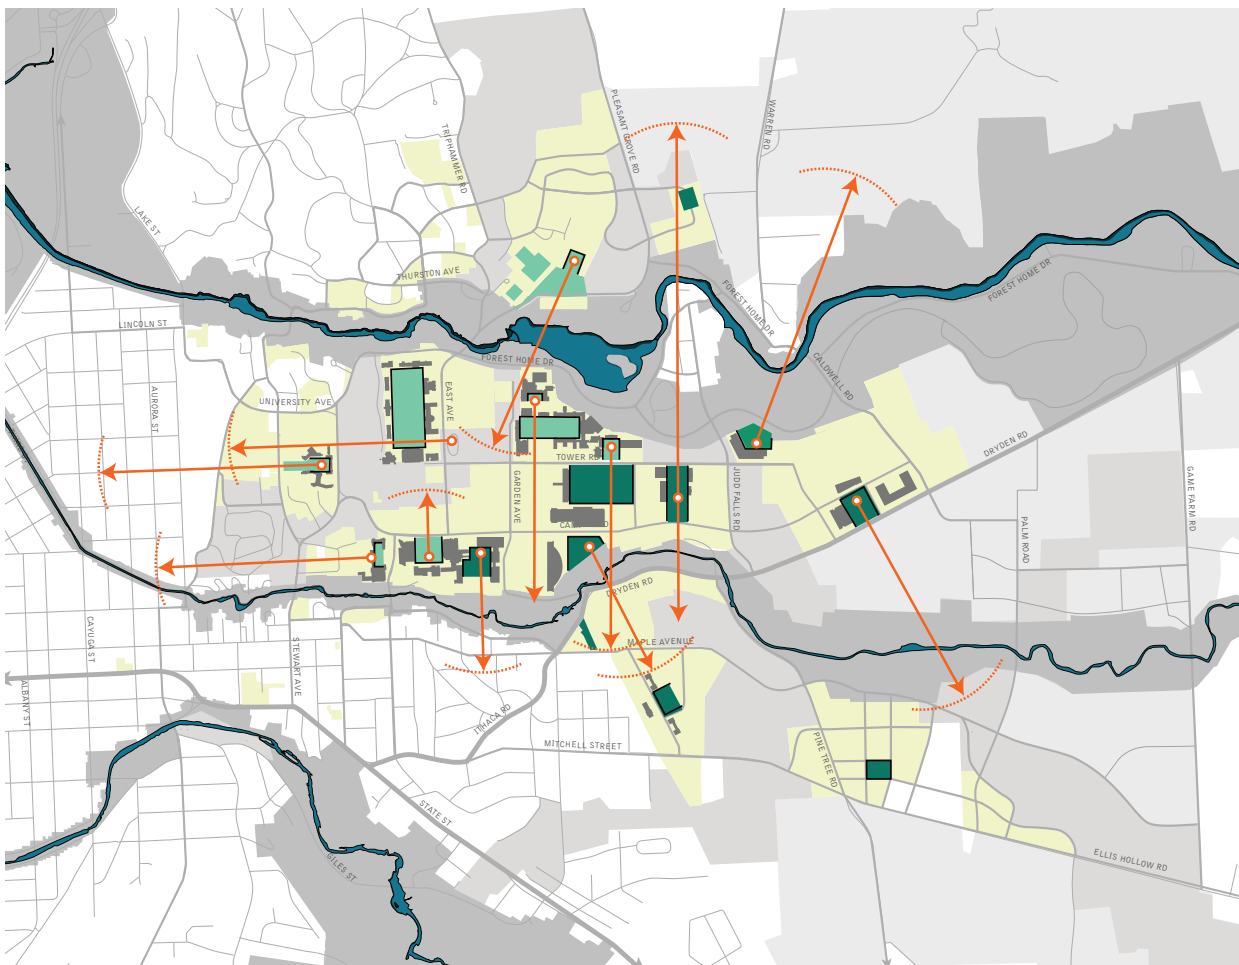 PLEASANT GROVE RD
WARREN RD
TRIPHAMMER RD
LAKE ST
THURSTON AVE
FOREST HOME DR
FOREST HOME DR
LINCOLN ST
FOREST HOME DR
CALDWELL RD
UNIVERSITY AVE
AURORA ST
EAST AVE
DRYDEN RD
TOWER RD
GARDEN AVE
JUDD FALLS RD
GAME FARM RD
PALM ROAD
DRYDEN RD
CAYUGA ST
STEWART AVE
MAPLE AVENUE
ALBANY ST
ITHACA RD
MITCHELL STREET
PINE TREE RD
STATE ST
GILES ST
ELLIS HOLLOW RD